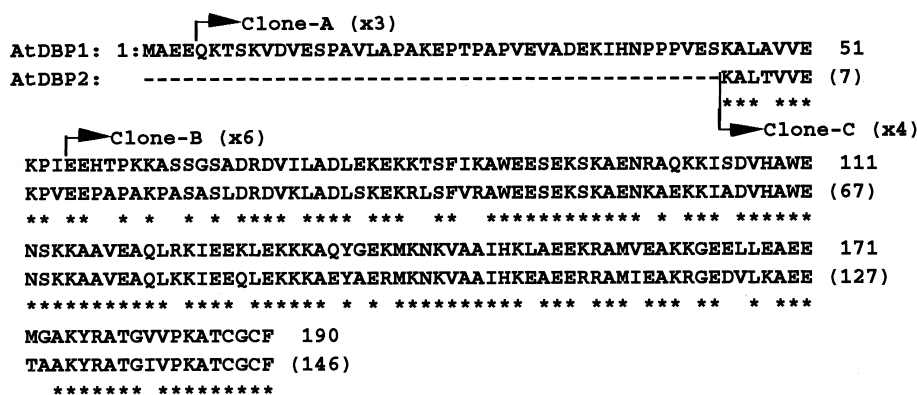 Clone-A (x3)
AtDBP1: 1:MAEEQKTSKVDVESPAVLAPAKEPTPAPVEVADEKIHNPPPVESKALAVVE 51
AtDBP2: --------------------------------------------KALTVVE (7)
*** ***
Clone-B (x6) Clone-C (x4)
KPIEEHTPKKASSGSADRDVILADLEKEKKTSFIKAWEESEKSKAENRAQKKISDVHAWE 111
KPVEEPAPAKPASASLDRDVKLADLSKEKRLSFVRAWEESEKSKAENKAEKKIADVHAWE (67)
** ** * * * * **** **** *** ** *********** * *** ******
NSKKAAVEAQLRKIEEKLEKKKAQYGEKMKNKVAAIHKLAEEKRAMVEAKKGEELLEAEE 171
NSKKAAVEAQLKKIEEQLEKKKAEYAERMKNKVAAIHKEAEERRAMIEAKRGEDVLKAEE (127)
*********** **** ****** * * ********** *** *** *** ** * ***
MGAKYRATGVVPKATCGCF 190
TAAKYRATGIVPKATCGCF (146)
******* *********